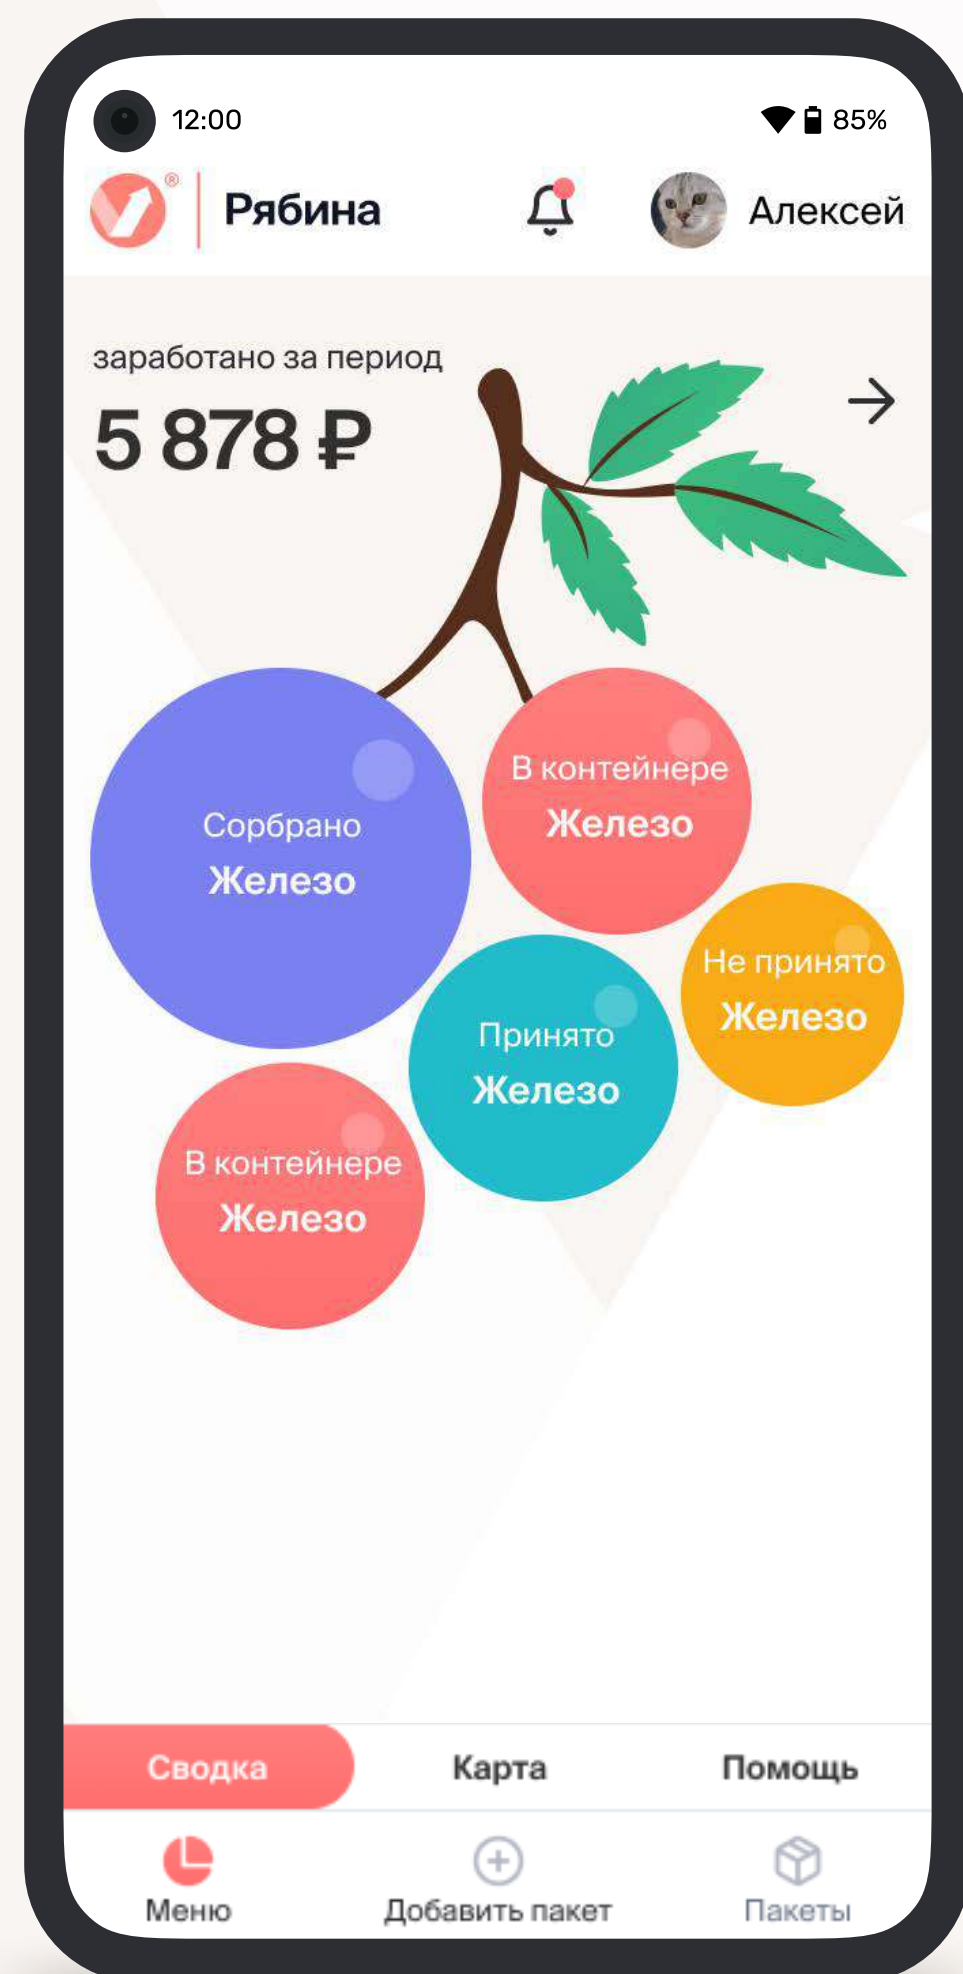 12:00
85%
®
Рябина
Алексей
заработано за период
5 878 ₽
В контейнере
Железо
Сорбрано
Железо
Не принято
Железо
Принято
Железо
В контейнере
Железо
Сводка
Карта
Помощь
Меню
Добавить пакет
Пакеты